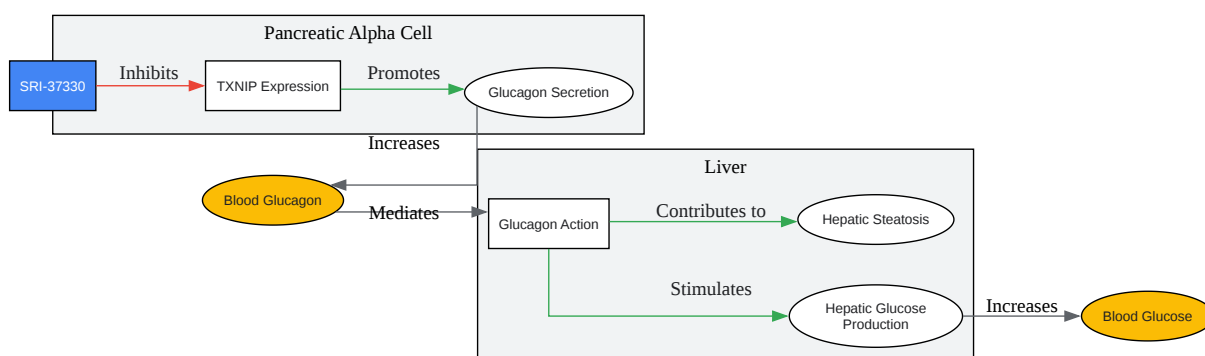 Pancreatic Alpha Cell
SRI-37330
Inhibits
TXNIP Expression
Promotes
Glucagon Secretion
Increases
Blood Glucagon
Mediates
Liver
Glucagon Action
Contributes to
Hepatic Steatosis
Stimulates
Hepatic Glucose
Production
Increases
Blood Glucose